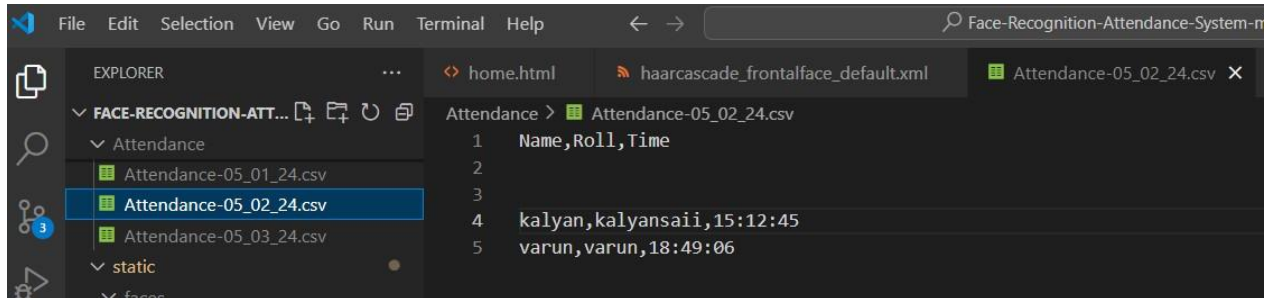 File Edit Selection View Go Run Terminal Help ← → Face-Recognition-Attendance-System-m
EXPLORER ...
FACE-RECOGNITION-ATT...
Attendance
Attendance-05_01_24.csv
Attendance-05_02_24.csv
Attendance-05_03_24.csv
static
faces
3
home.html haarcascade_frontalface_default.xml Attendance-05_02_24.csv
Attendance > Attendance-05_02_24.csv
1 Name,Roll,Time
2
3
4 kalyan,kalyansaii,15:12:45
5 varun,varun,18:49:06